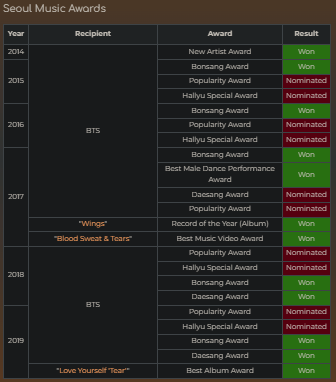 Seoul Music Awards
Year Recipient Award Result
2014 BTS New Artist Award Won
2015 Bonsang Award Won
Popularity Award Nominated
Hallyu Special Award Nominated
2016 Bonsang Award Won
Popularity Award Nominated
Hallyu Special Award Nominated
2017 Bonsang Award Won
Best Male Dance Performance
Award Won
Daesang Award Nominated
Popularity Award Nominated
"Wings" Record of the Year (Album) Won
"Blood Sweat & Tears" Best Music Video Award Won
2018 BTS Popularity Award Nominated
Hallyu Special Award Nominated
Bonsang Award Won
Daesang Award Won
2019 Popularity Award Nominated
Hallyu Special Award Nominated
Bonsang Award Won
Daesang Award Won
"Love Yourself 'Tear'" Best Album Award Won